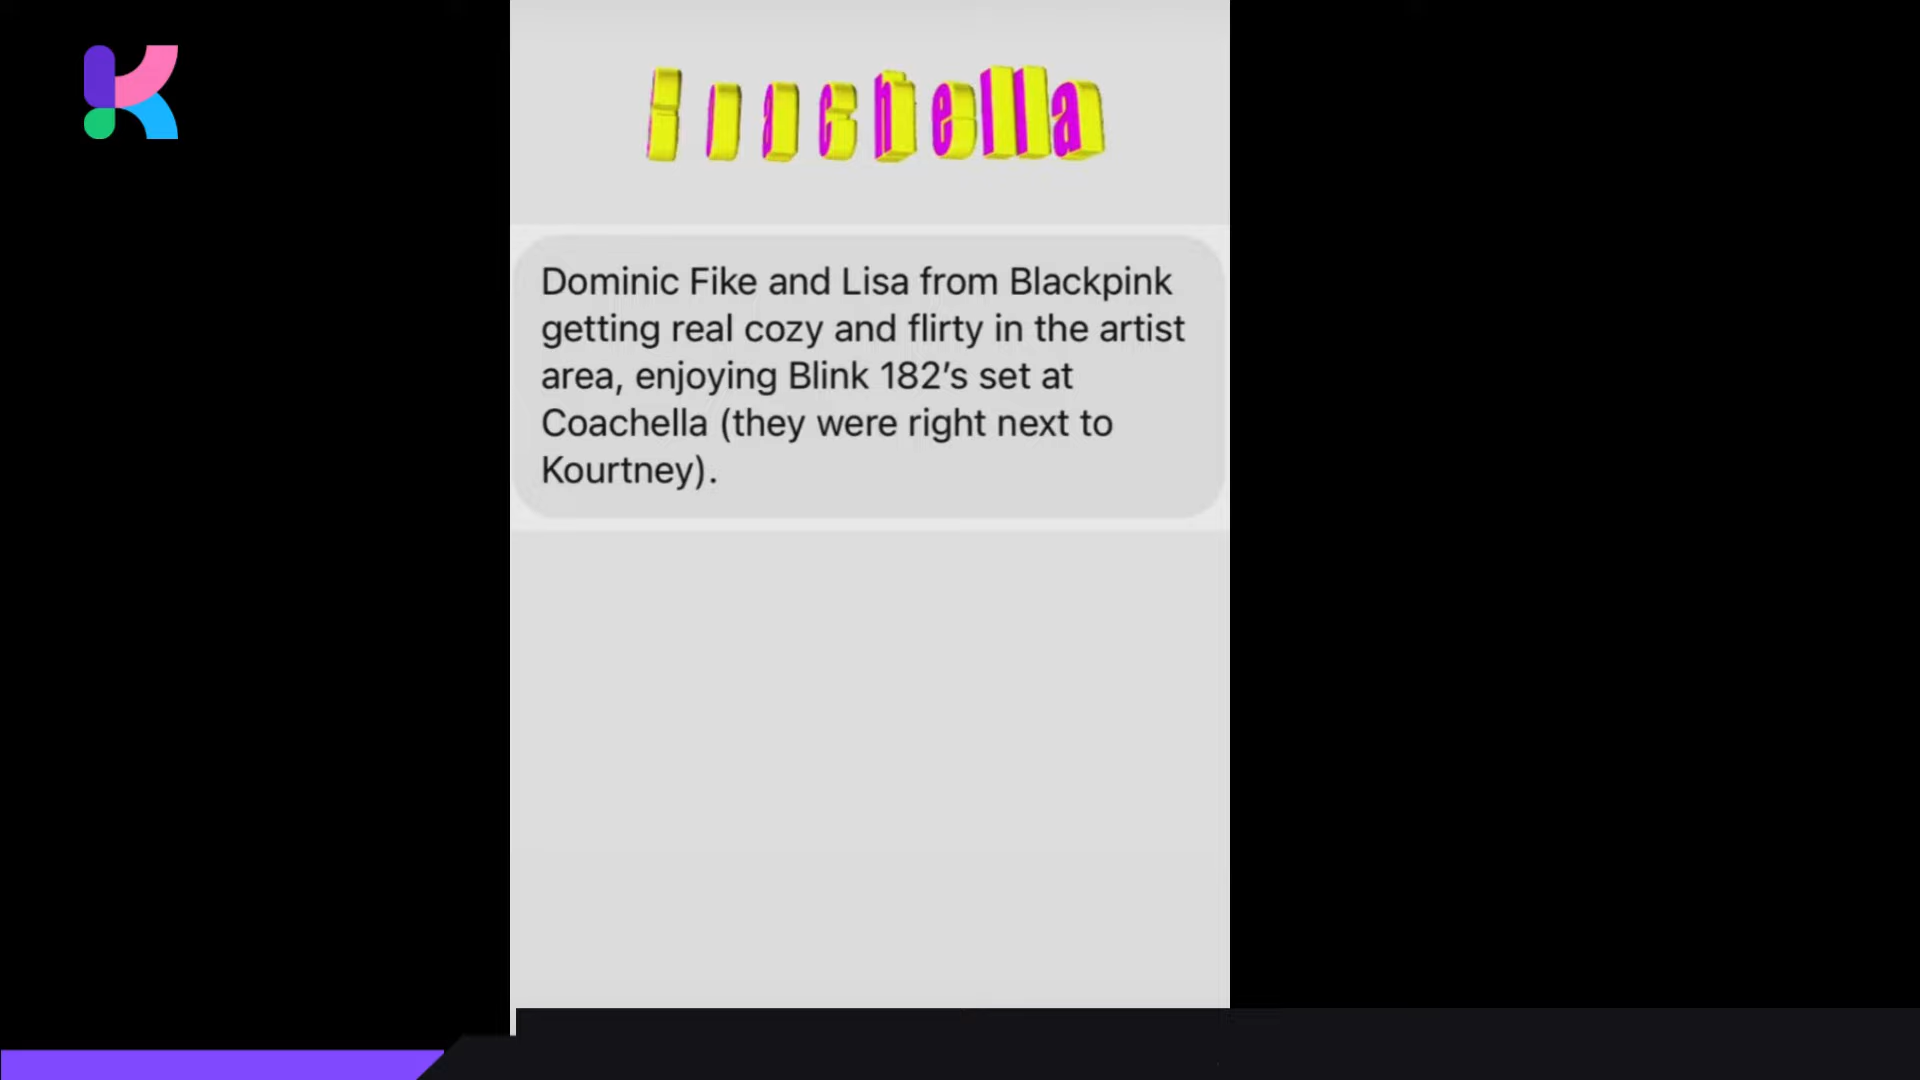 Coachella
Dominic Fike and Lisa from Blackpink
getting real cozy and flirty in the artist
area, enjoying Blink 182’s set at
Coachella (they were right next to
Kourtney).